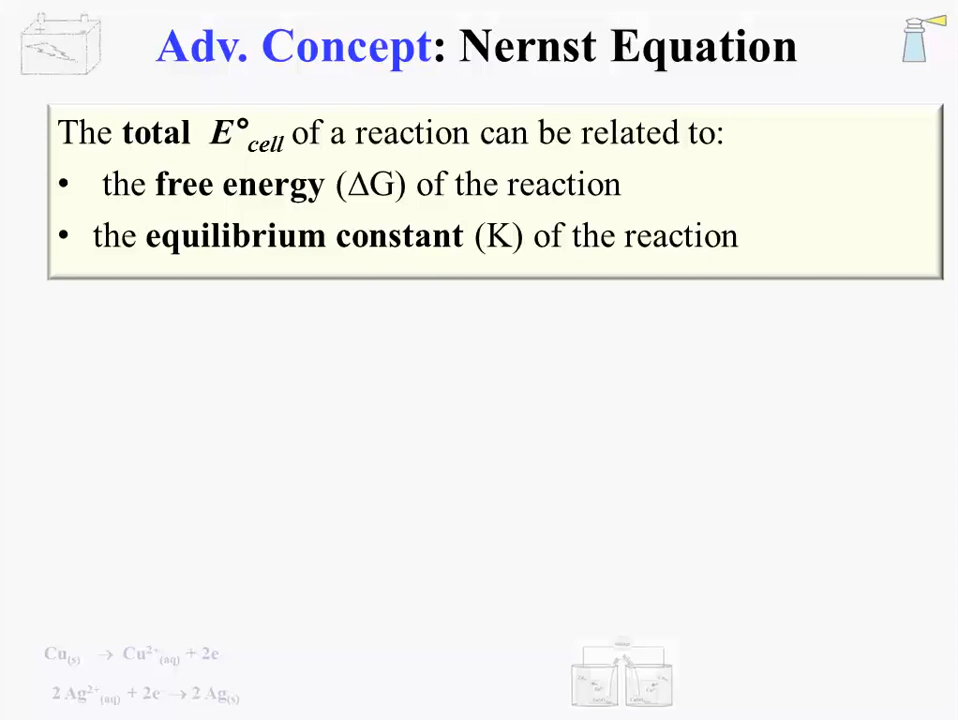 Adv. Concept: Nernst Equation
The total E°cell of a reaction can be related to:
• the free energy (ΔG) of the reaction
• the equilibrium constant (K) of the reaction
Cu(s) → Cu²⁺(aq) + 2e
2 Ag²⁺(aq) + 2e → 2 Ag(s)